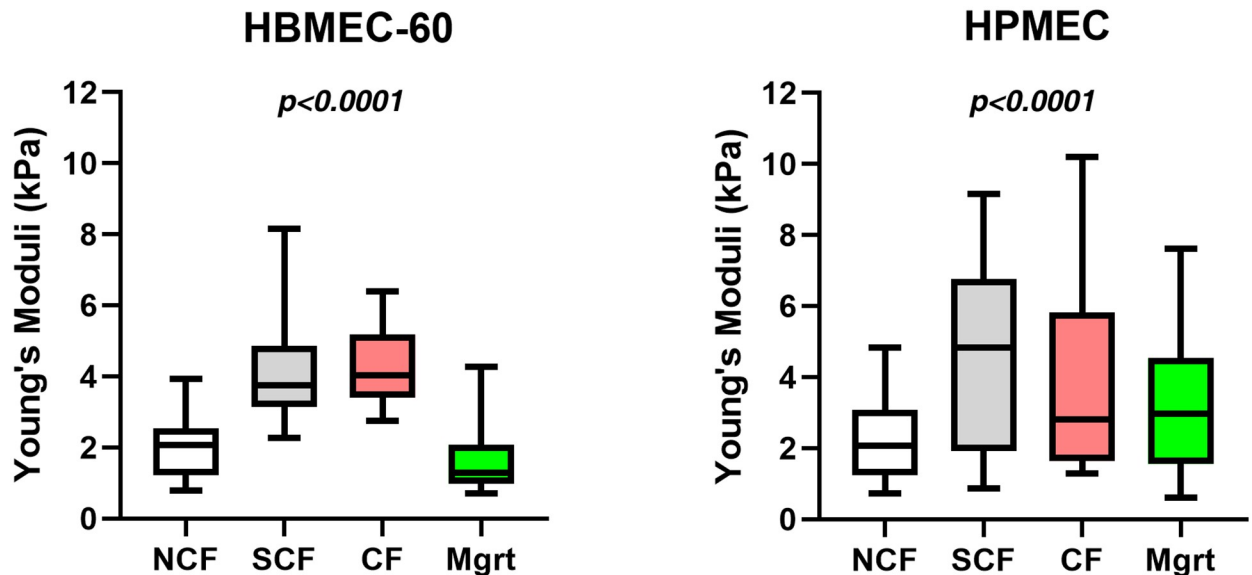 HBMEC-60
p<0.0001
Young's Moduli (kPa)
12
10
8
6
4
2
0
NCF SCF CF Mgrt
HPMEC
p<0.0001
Young's Moduli (kPa)
12
10
8
6
4
2
0
NCF SCF CF Mgrt